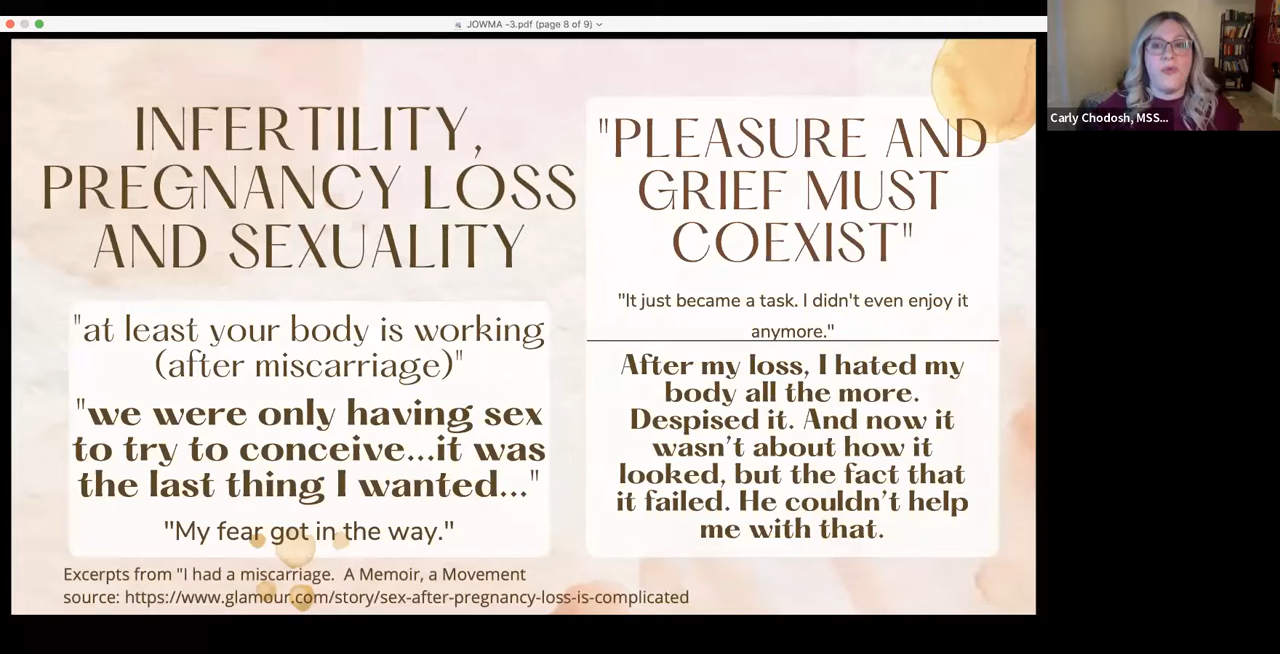 JOWMA -3.pdf (page 8 of 9)
INFERTILITY,
PREGNANCY LOSS
AND SEXUALITY
"at least your body is working
(after miscarriage)"
"we were only having sex
to try to conceive...it was
the last thing I wanted..."
"My fear got in the way."
Excerpts from "I had a miscarriage. A Memoir, a Movement
source: https://www.glamour.com/story/sex-after-pregnancy-loss-is-complicated
"PLEASURE AND
GRIEF MUST
COEXIST"
"It just became a task. I didn't even enjoy it
anymore."
After my loss, I hated my
body all the more.
Despised it. And now it
wasn't about how it
looked, but the fact that
it failed. He couldn't help
me with that.
Carly Chodosh, MSS...